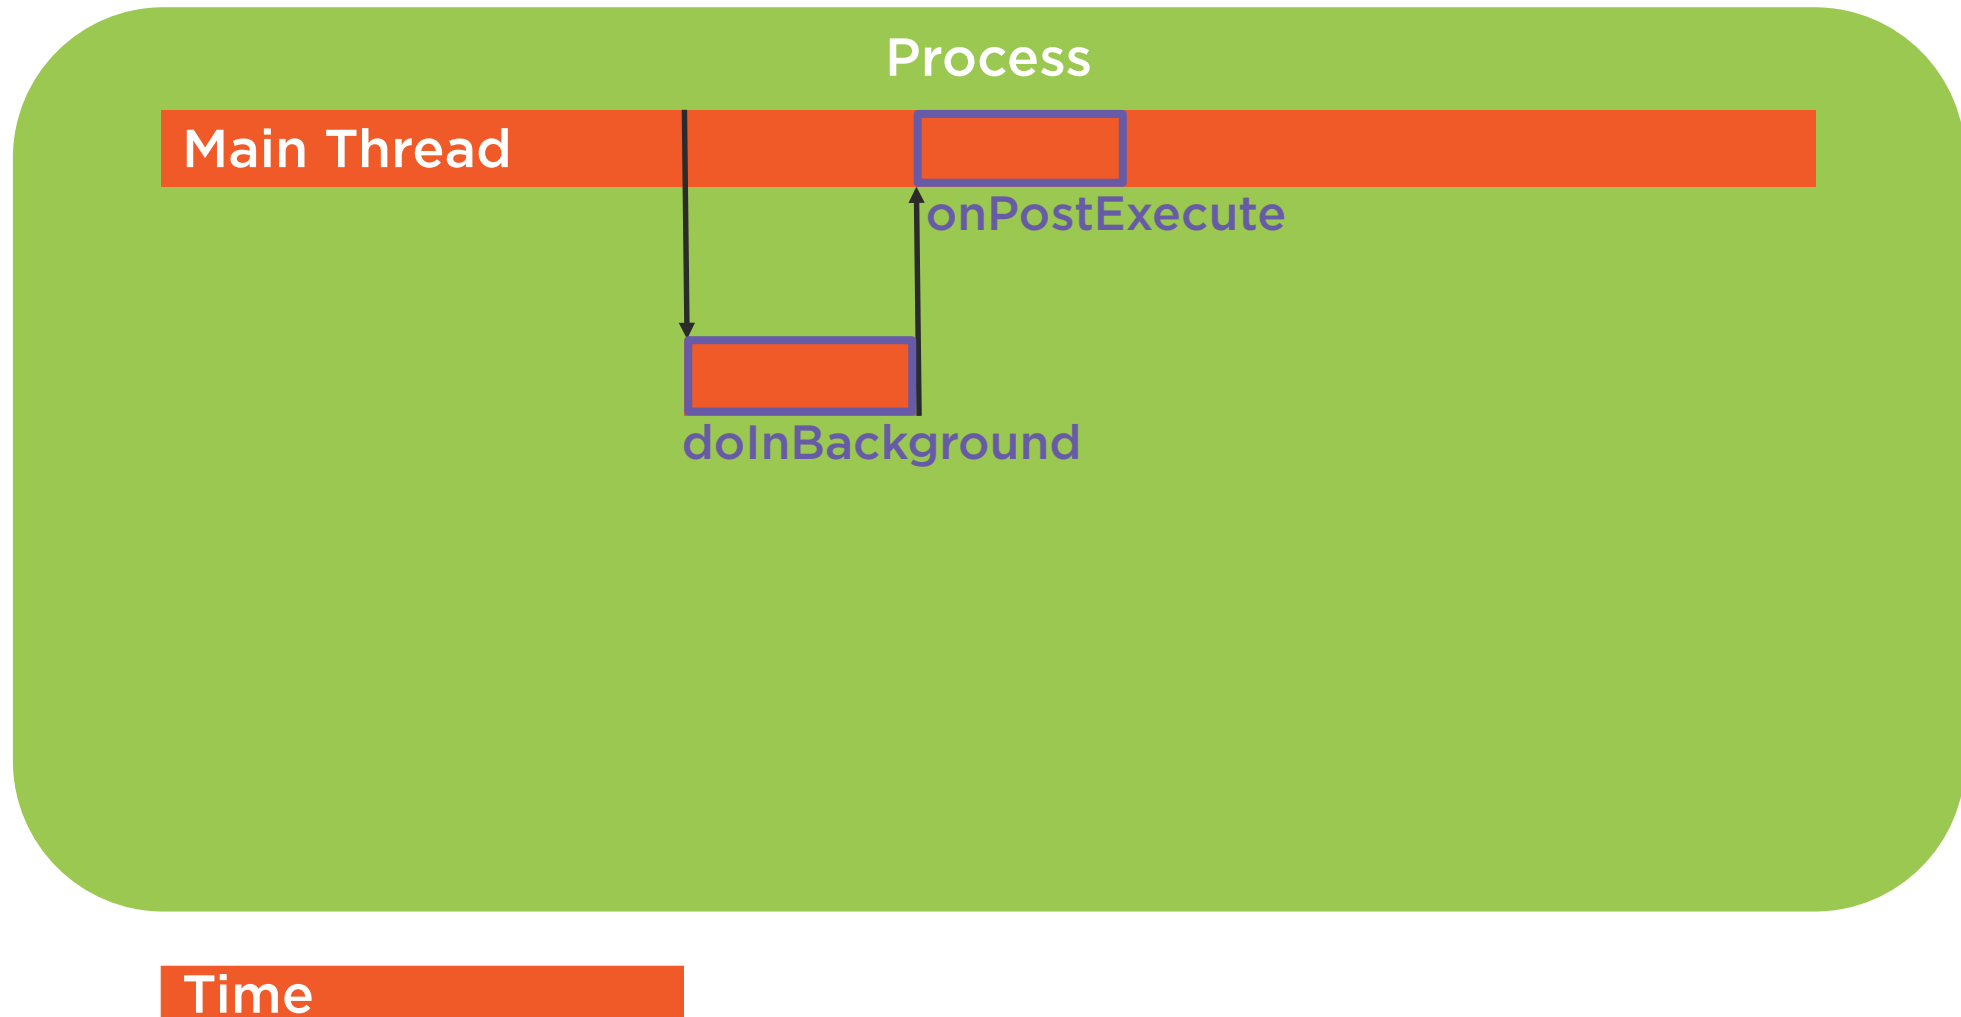 Process
Main Thread
onPostExecute
doInBackground
Time